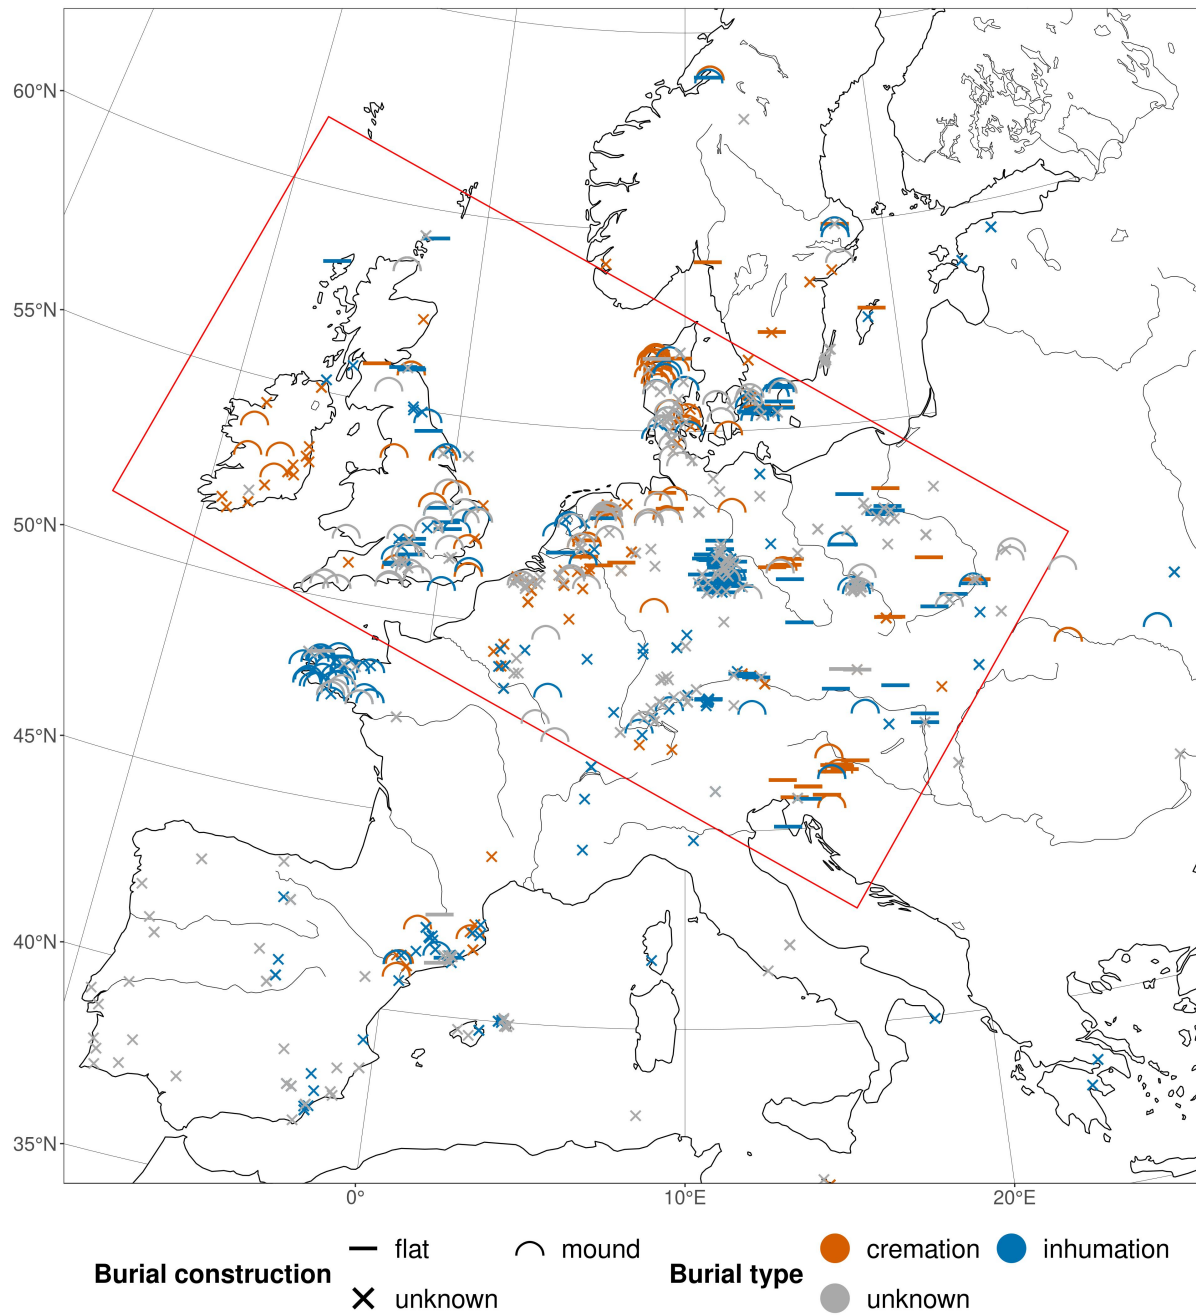 60°N
55°N
50°N
45°N
40°N
35°N
0°
10°E
20°E
Burial construction
flat
mound
unknown
Burial type
cremation
inhumation
unknown